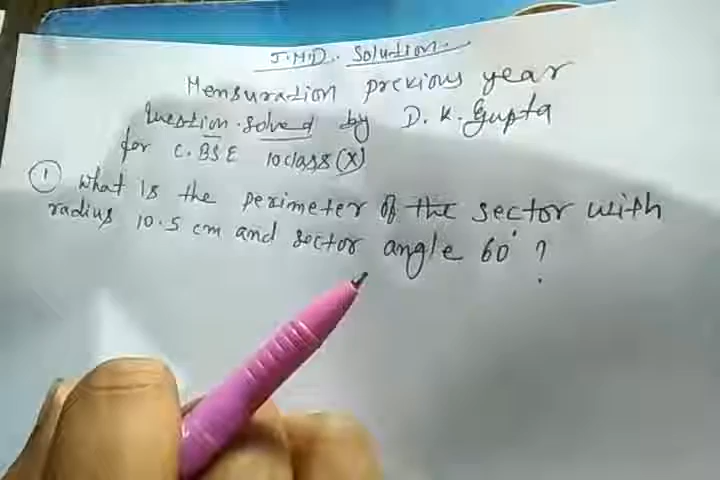 J.M.D. Solution.
Mensuration previous year
Question solved by D. K. Gupta
for C.BSE 10class (X)
① What is the perimeter of the sector with
radius 10.5 cm and sector angle 60° ?